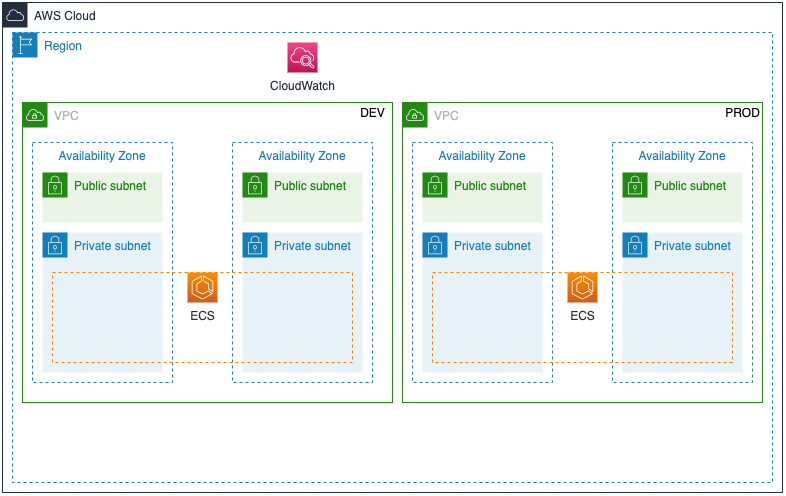 AWS Cloud
Region
CloudWatch
VPC
DEV
VPC
PROD
Availability Zone
Availability Zone
Availability Zone
Availability Zone
Public subnet
Public subnet
Public subnet
Public subnet
Private subnet
Private subnet
Private subnet
Private subnet
ECS
ECS